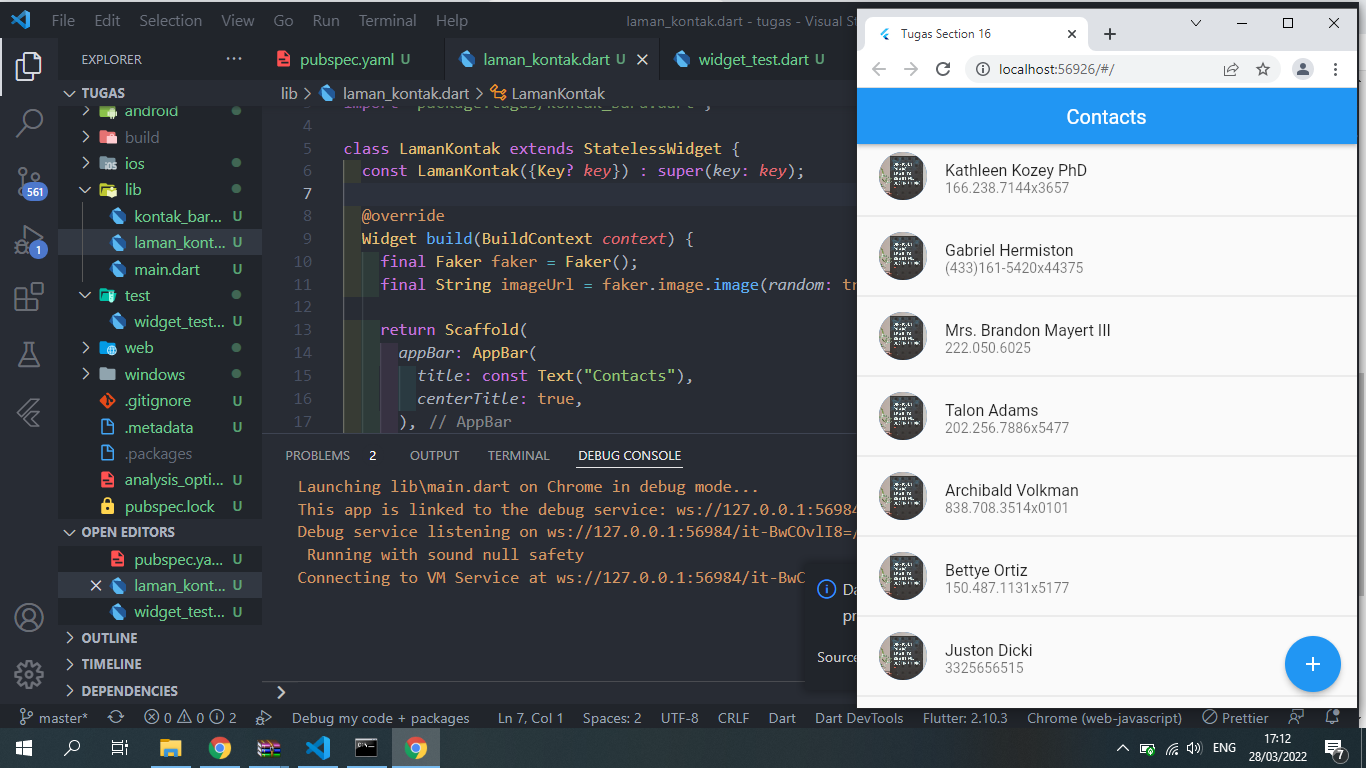 File Edit Selection View Go Run Terminal Help
laman_kontak.dart - tugas - Visual St
EXPLORER
pubspec.yaml U
laman_kontak.dart U
widget_test.dart U
lib > laman_kontak.dart > LamanKontak
TUGAS
android
build
ios
lib
kontak_bar... U
laman_kont... U
main.dart U
test
widget_test... U
web
windows
.gitignore U
.metadata U
.packages
analysis_opti... U
pubspec.lock U
OPEN EDITORS
pubspec.ya... U
laman_kont... U
widget_test... U
OUTLINE
TIMELINE
DEPENDENCIES
561
1
4
5 class LamanKontak extends StatelessWidget {
6 const LamanKontak({Key? key}) : super(key: key);
7
8 @override
9 Widget build(BuildContext context) {
10 final Faker faker = Faker();
11 final String imageUrl = faker.image.image(random: tr
12
13 return Scaffold(
14 appBar: AppBar(
15 title: const Text("Contacts"),
16 centerTitle: true,
17 ), // AppBar
PROBLEMS 2 OUTPUT TERMINAL DEBUG CONSOLE
Launching lib\main.dart on Chrome in debug mode...
This app is linked to the debug service: ws://127.0.0.1:56984
Debug service listening on ws://127.0.0.1:56984/it-BwCOvlI8=/
Running with sound null safety
Connecting to VM Service at ws://127.0.0.1:56984/it-BwC
Da
pr
Source
Tugas Section 16
localhost:56926/#/
Contacts
Kathleen Kozey PhD
166.238.7144x3657
Gabriel Hermiston
(433)161-5420x44375
Mrs. Brandon Mayert III
222.050.6025
Talon Adams
202.256.7886x5477
Archibald Volkman
838.708.3514x0101
Bettye Ortiz
150.487.1131x5177
Juston Dicki
3325656515
master* 0 0 2 Debug my code + packages Ln 7, Col 1 Spaces: 2 UTF-8 CRLF Dart Dart DevTools Flutter: 2.10.3 Chrome (web-javascript) Prettier
ENG
17:12
28/03/2022
7